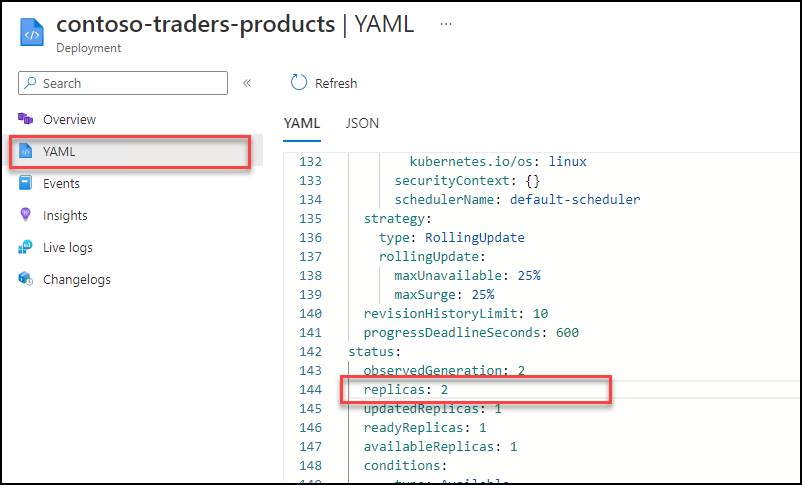 contoso-traders-products | YAML ...
Deployment
Search «
Refresh
Overview
YAML
Events
Insights
Live logs
Changelogs
YAML JSON
132 kubernetes.io/os: linux
133 securityContext: {}
134 schedulerName: default-scheduler
135 strategy:
136 type: RollingUpdate
137 rollingUpdate:
138 maxUnavailable: 25%
139 maxSurge: 25%
140 revisionHistoryLimit: 10
141 progressDeadlineSeconds: 600
142 status:
143 observedGeneration: 2
144 replicas: 2
145 updatedReplicas: 1
146 readyReplicas: 1
147 availableReplicas: 1
148 conditions:
149 type: Available